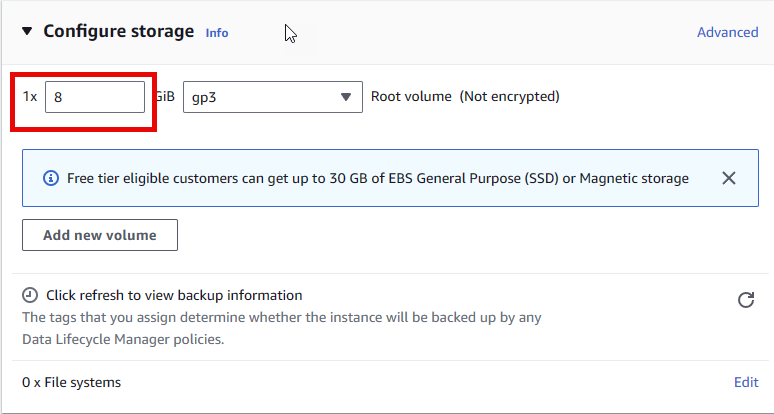 Configure storage Info Advanced
1x 8 GiB gp3 Root volume (Not encrypted)
Free tier eligible customers can get up to 30 GB of EBS General Purpose (SSD) or Magnetic storage
Add new volume
Click refresh to view backup information
The tags that you assign determine whether the instance will be backed up by any
Data Lifecycle Manager policies.
0 x File systems Edit